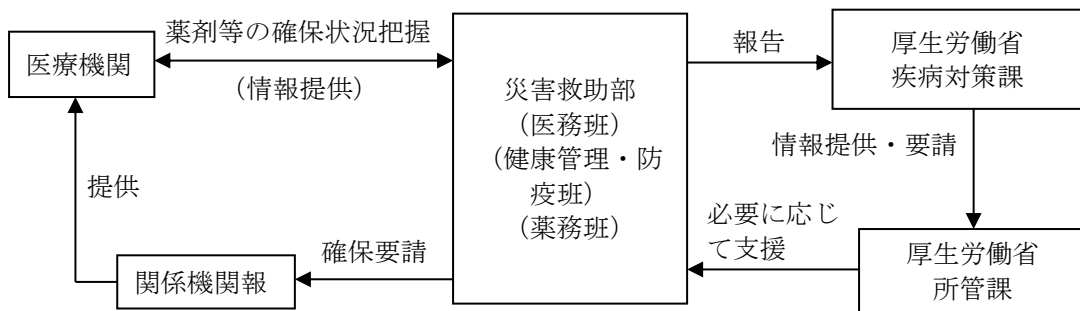 薬剤等の確保状況把握
(情報提供)
医療機関
災害救助部
(医務班)
(健康管理・防
疫班)
(薬務班)
報告
厚生労働省
疾病対策課
情報提供・要請
厚生労働省
所管課
必要に応じ
て支援
確保要請
関係機関報
提供